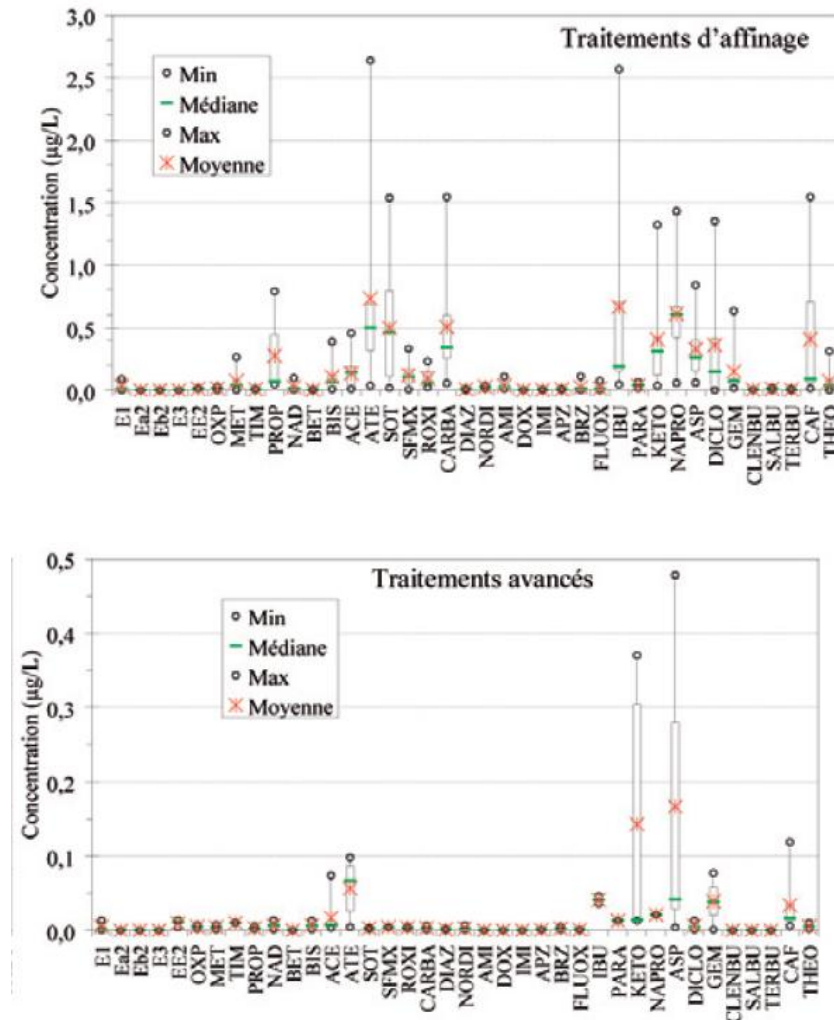 Traitements d’affinage
Min
Médiane
Max
Moyenne
Concentration (µg/L)
3,0
2,5
2,0
1,5
1,0
0,5
0,0
E1
Ea2
Eb2
E3
EE2
OXP
MET
TIM
PROP
NAD
BET
BIS
ACE
ATE
SOT
SFMX
ROXI
CARBA
DIAZ
NORDI
AMI
DOX
IMI
APZ
BRZ
FLUOX
IBU
PARA
KETO
NAPRO
ASP
DICLO
GEM
CLENBU
SALBU
TERBU
CAF
THEO
Traitements avancés
Min
Médiane
Max
Moyenne
Concentration (µg/L)
0,5
0,4
0,3
0,2
0,1
0,0
E1
Ea2
Eb2
E3
EE2
OXP
MET
TIM
PROP
NAD
BET
BIS
ACE
ATE
SOT
SFMX
ROXI
CARBA
DIAZ
NORDI
AMI
DOX
IMI
APZ
BRZ
FLUOX
IBU
PARA
KETO
NAPRO
ASP
DICLO
GEM
CLENBU
SALBU
TERBU
CAF
THEO